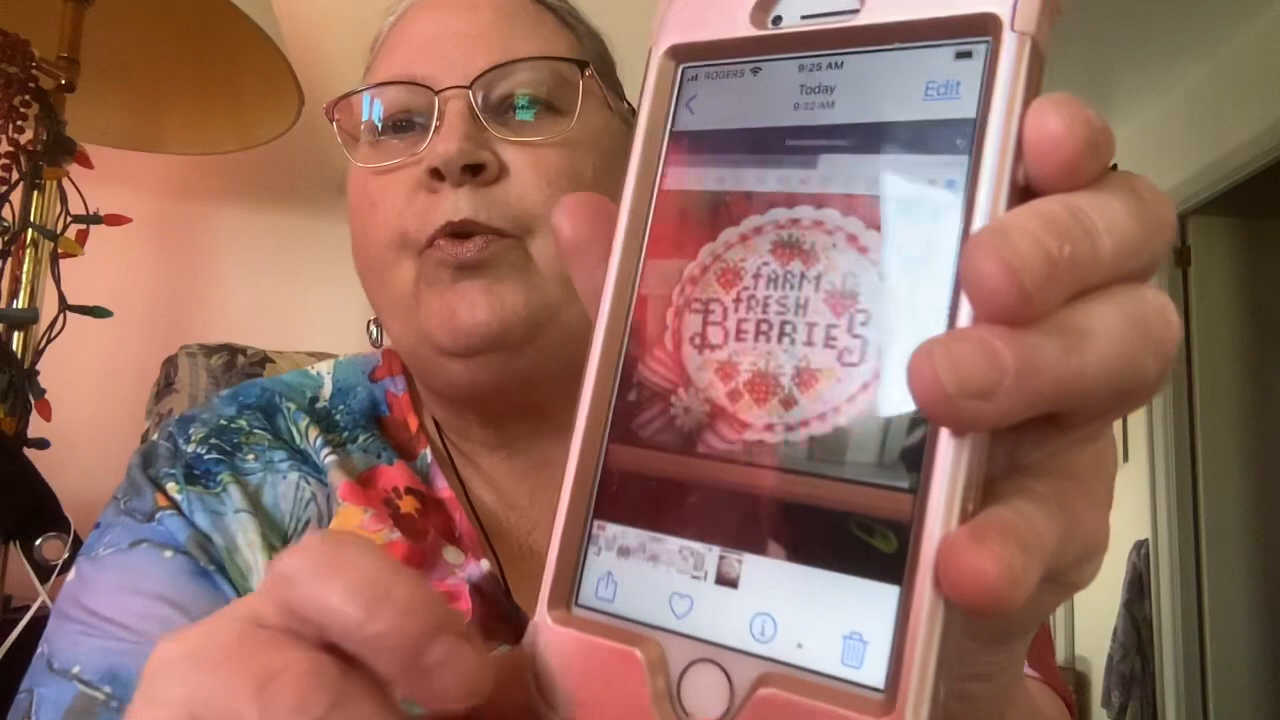 ROGERS 9:25 AM
Today
9:22 AM
Edit
FARM
FRESH
BERRIES